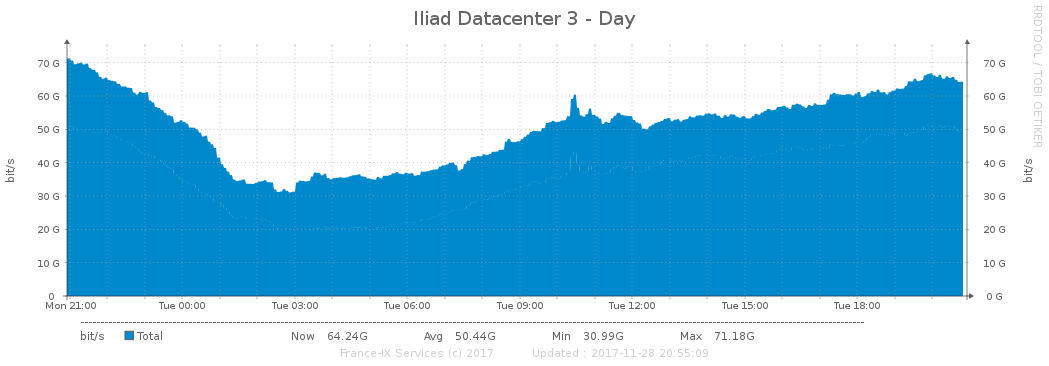 Iliad Datacenter 3 - Day
RRDTOOL / TOBI OETIKER
bit/s
70 G 70 G
60 G 60 G
50 G 50 G
40 G 40 G
30 G 30 G
20 G 20 G
10 G 10 G
0 0 G
bit/s
Mon 21:00 Tue 00:00 Tue 03:00 Tue 06:00 Tue 09:00 Tue 12:00 Tue 15:00 Tue 18:00
bit/s Total Now 64.24G Avg 50.44G Min 30.99G Max 71.18G
France-IX Services (c) 2017 Updated : 2017-11-28 20:55:09